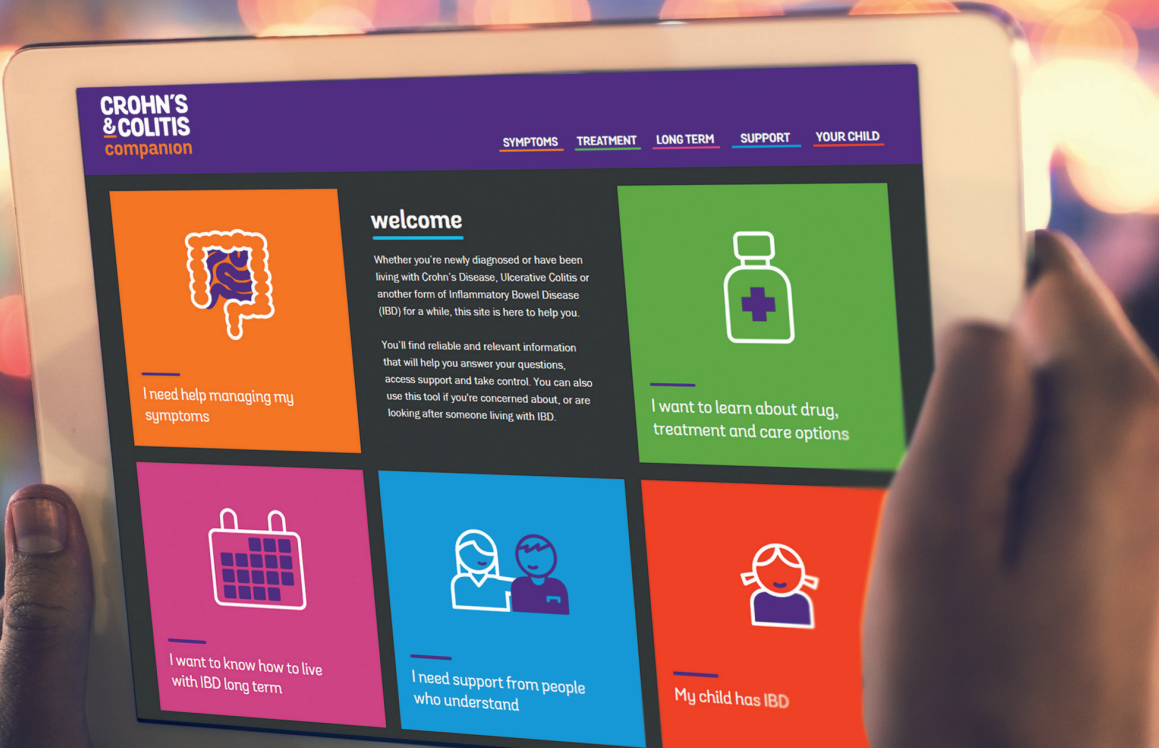 CROHN'S
&COLITIS
companion
SYMPTOMS TREATMENT LONG TERM SUPPORT YOUR CHILD
I need help managing my
symptoms
welcome
Whether you're newly diagnosed or have been
living with Crohn's Disease, Ulcerative Colitis or
another form of Inflammatory Bowel Disease
(IBD) for a while, this site is here to help you.
You'll find reliable and relevant information
that will help you answer your questions,
access support and take control. You can also
use this tool if you're concerned about, or are
looking after someone living with IBD.
I want to learn about drug,
treatment and care options
I want to know how to live
with IBD long term
I need support from people
who understand
My child has IBD